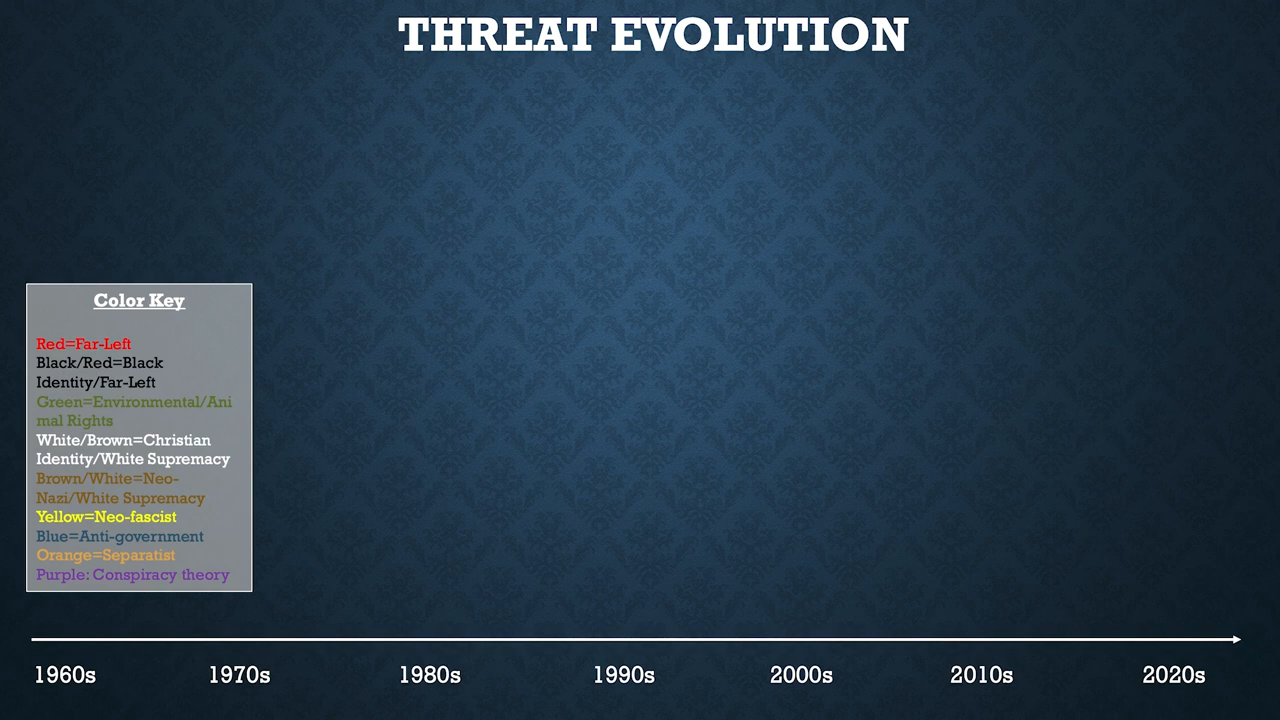 THREAT EVOLUTION
Color Key
Red=Far-Left
Black/Red=Black
Identity/Far-Left
Green=Environmental/Ani
mal Rights
White/Brown=Christian
Identity/White Supremacy
Brown/White=Neo-
Nazi/White Supremacy
Yellow=Neo-fascist
Blue=Anti-government
Orange=Separatist
Purple: Conspiracy theory
1960s 1970s 1980s 1990s 2000s 2010s 2020s